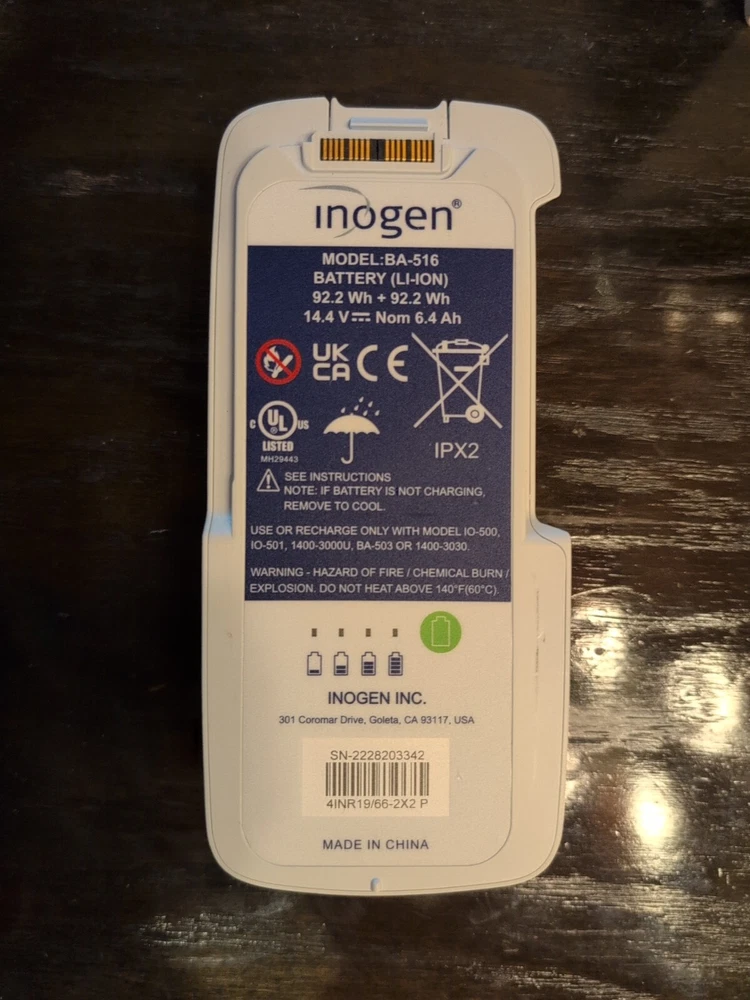 inogen®
MODEL:BA-516
BATTERY (LI-ION)
92.2 Wh + 92.2 Wh
14.4 V⎓ Nom 6.4 Ah
UK
CA CE
C UL® US
LISTED
MH29443
IPX2
SEE INSTRUCTIONS
NOTE: IF BATTERY IS NOT CHARGING,
REMOVE TO COOL.
USE OR RECHARGE ONLY WITH MODEL IO-500,
IO-501, 1400-3000U, BA-503 OR 1400-3030.
WARNING - HAZARD OF FIRE / CHEMICAL BURN /
EXPLOSION. DO NOT HEAT ABOVE 140°F(60°C).
INOGEN INC.
301 Coromar Drive, Goleta, CA 93117, USA
SN-2228203342
4INR19/66-2X2 P
MADE IN CHINA